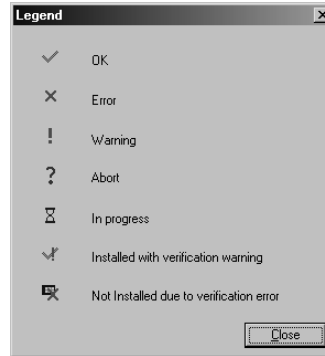 Legend
OK
Error
Warning
Abort
In progress
Installed with verification warning
Not Installed due to verification error
Close